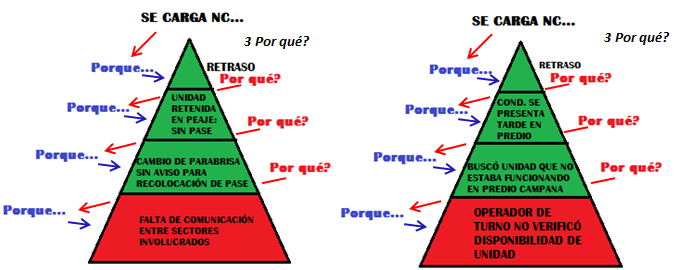 SE CARGA NC...
3 Por qué?
Porque...
RETRASO
Por qué?
Porque...
UNIDAD
RETENIDA
EN PEAJE:
SIN PASE
Por qué?
Porque...
CAMBIO DE PARABRISA
SIN AVISO PARA
RECOLOCACIÓN DE PASE
Por qué?
Porque...
FALTA DE COMUNICACIÓN
ENTRE SECTORES
INVOLUCRADOS
SE CARGA NC...
3 Por qué?
Porque...
RETRASO
Por qué?
Porque...
COND. SE
PRESENTA
TARDE EN
PREDIO
Por qué?
Porque...
BUSCÓ UNIDAD QUE NO
ESTABA FUNCIONANDO
EN PREDIO CAMPANA
Por qué?
Porque...
OPERADOR DE
TURNO NO VERIFICÓ
DISPONIBILIDAD DE
UNIDAD